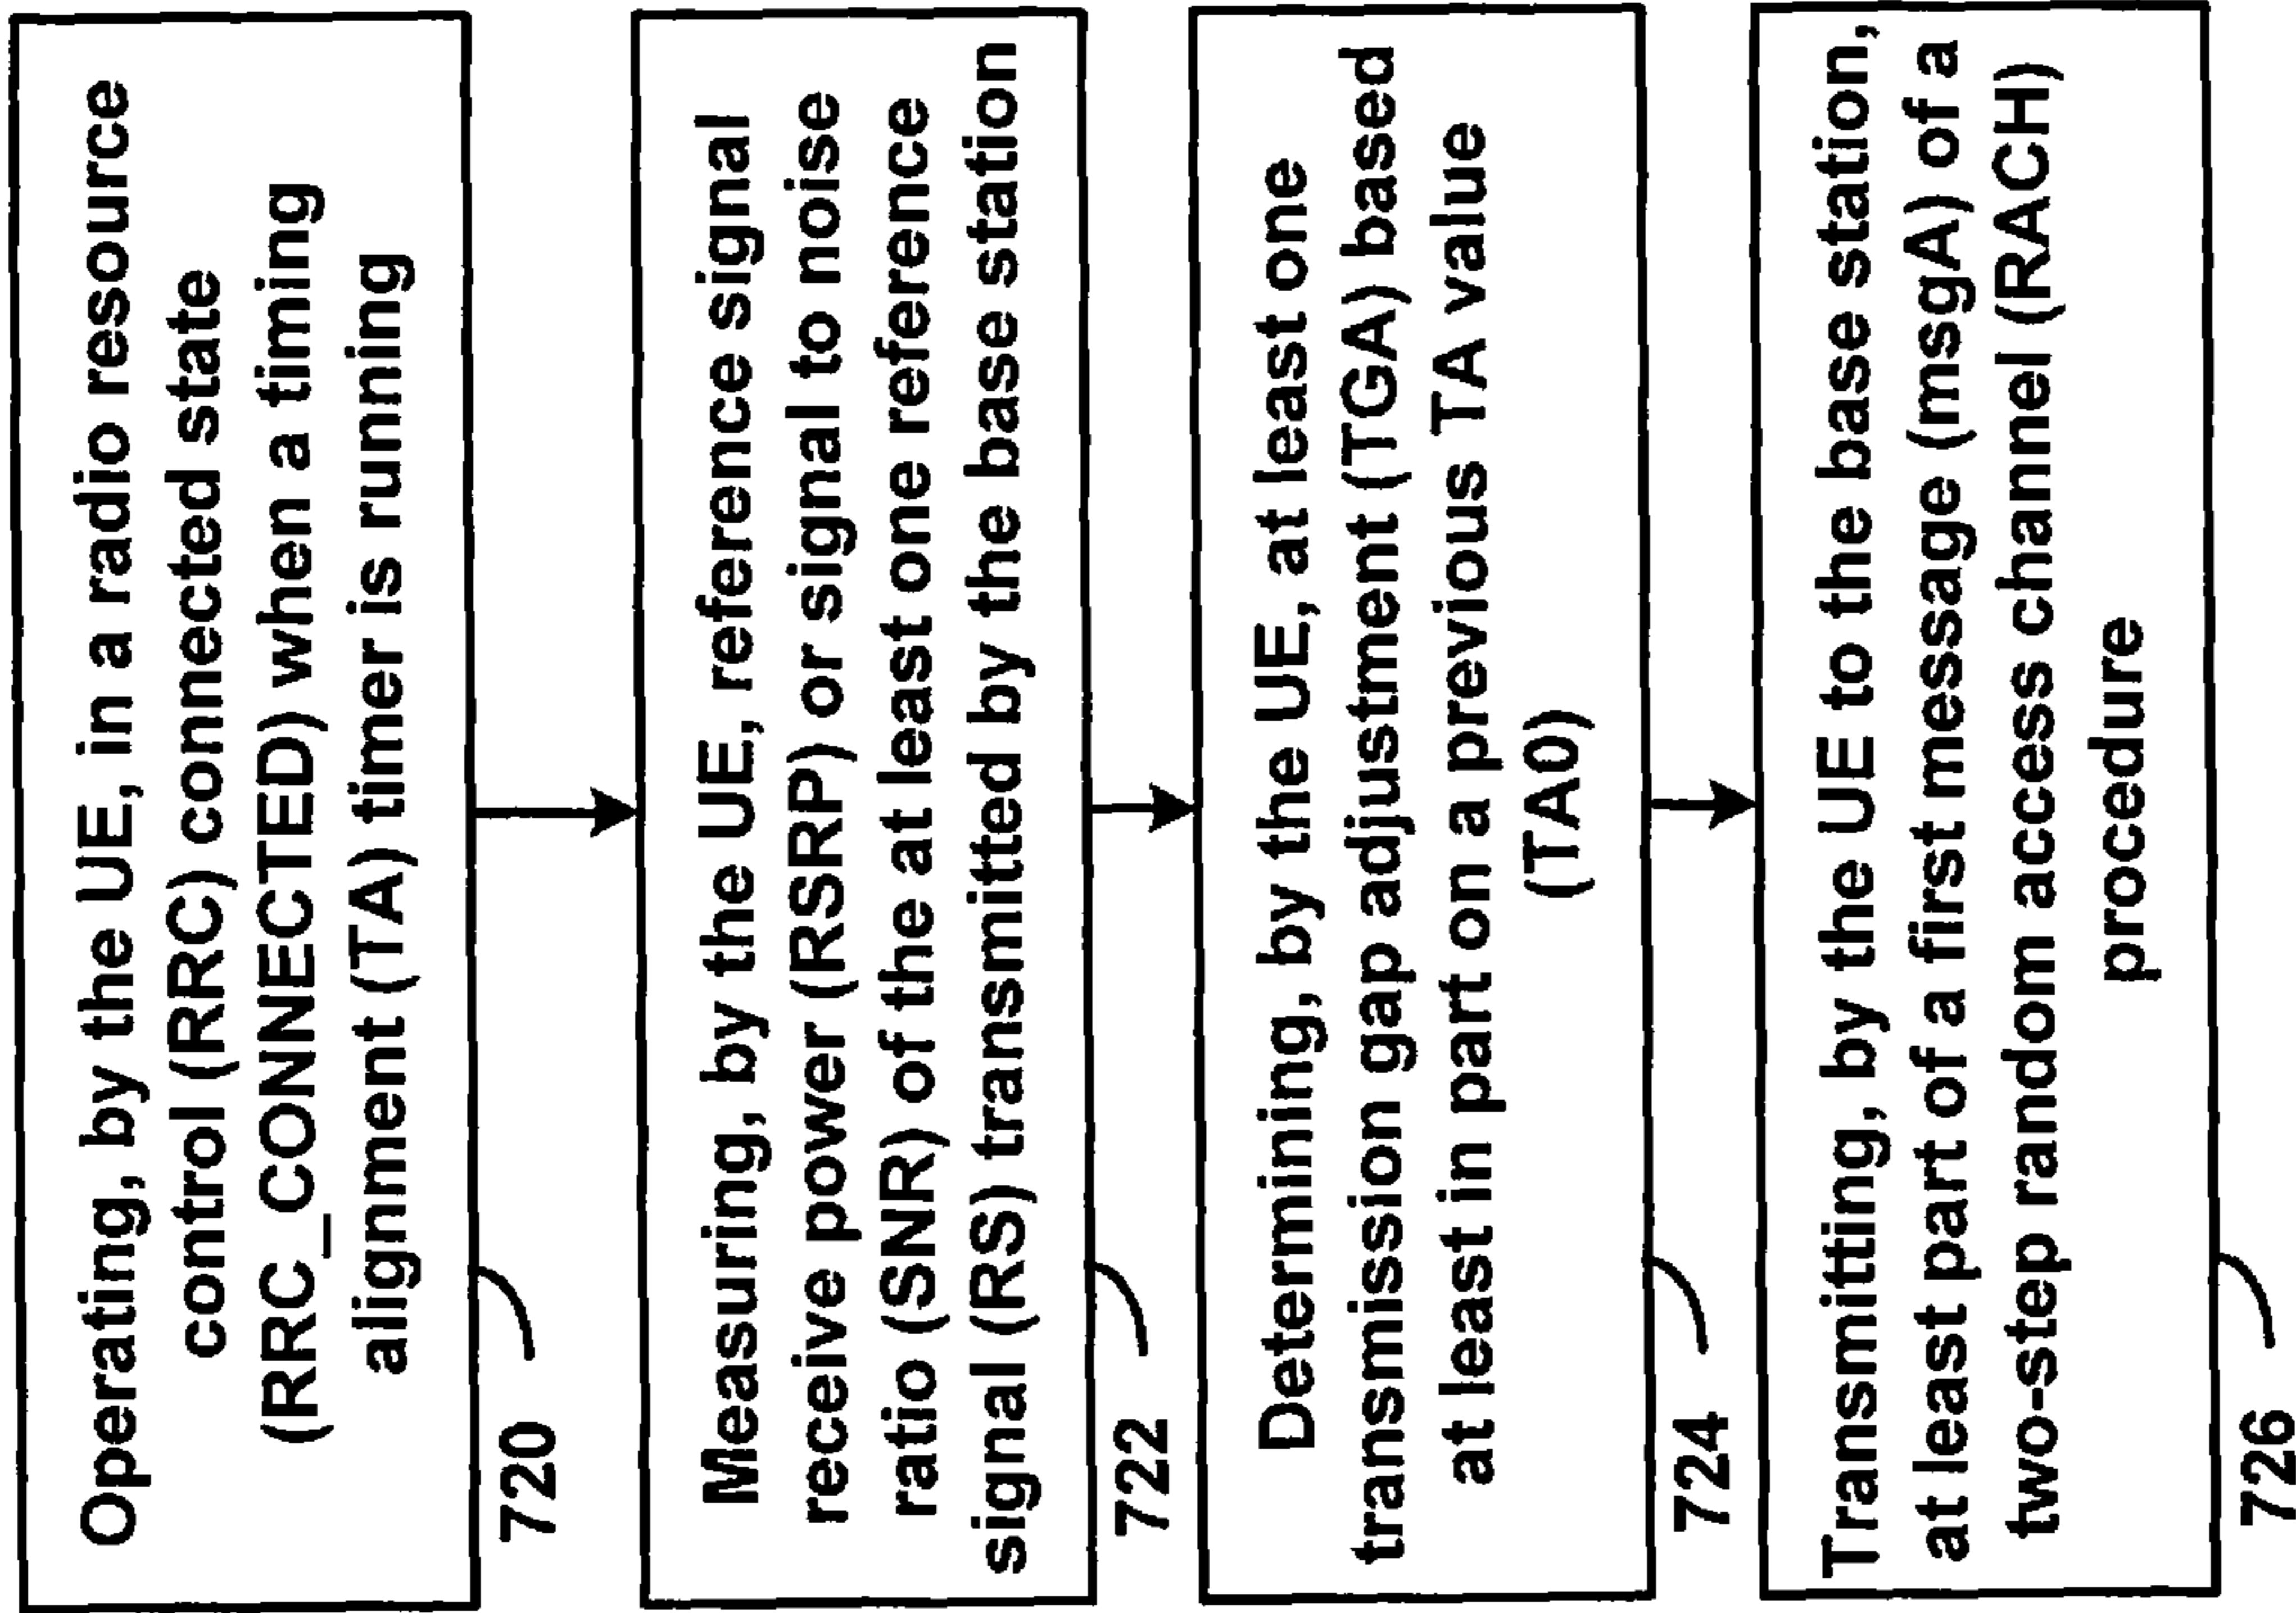 Operating, by the UE, in a radio resource
control (RRC) connected state
(RRC_CONNECTED) when a timing
alignment (TA) timer is running
720
Measuring, by the UE, reference signal
receive power (RSRP) or signal to noise
ratio (SNR) of the at least one reference
signal (RS) transmitted by the base station
722
Determining, by the UE, at least one
transmission gap adjustment (TGA) based
at least in part on a previous TA value
(TA0)
724
Transmitting, by the UE to the base station,
at least part of a first message (msgA) of a
two-step random access channel (RACH)
procedure
726